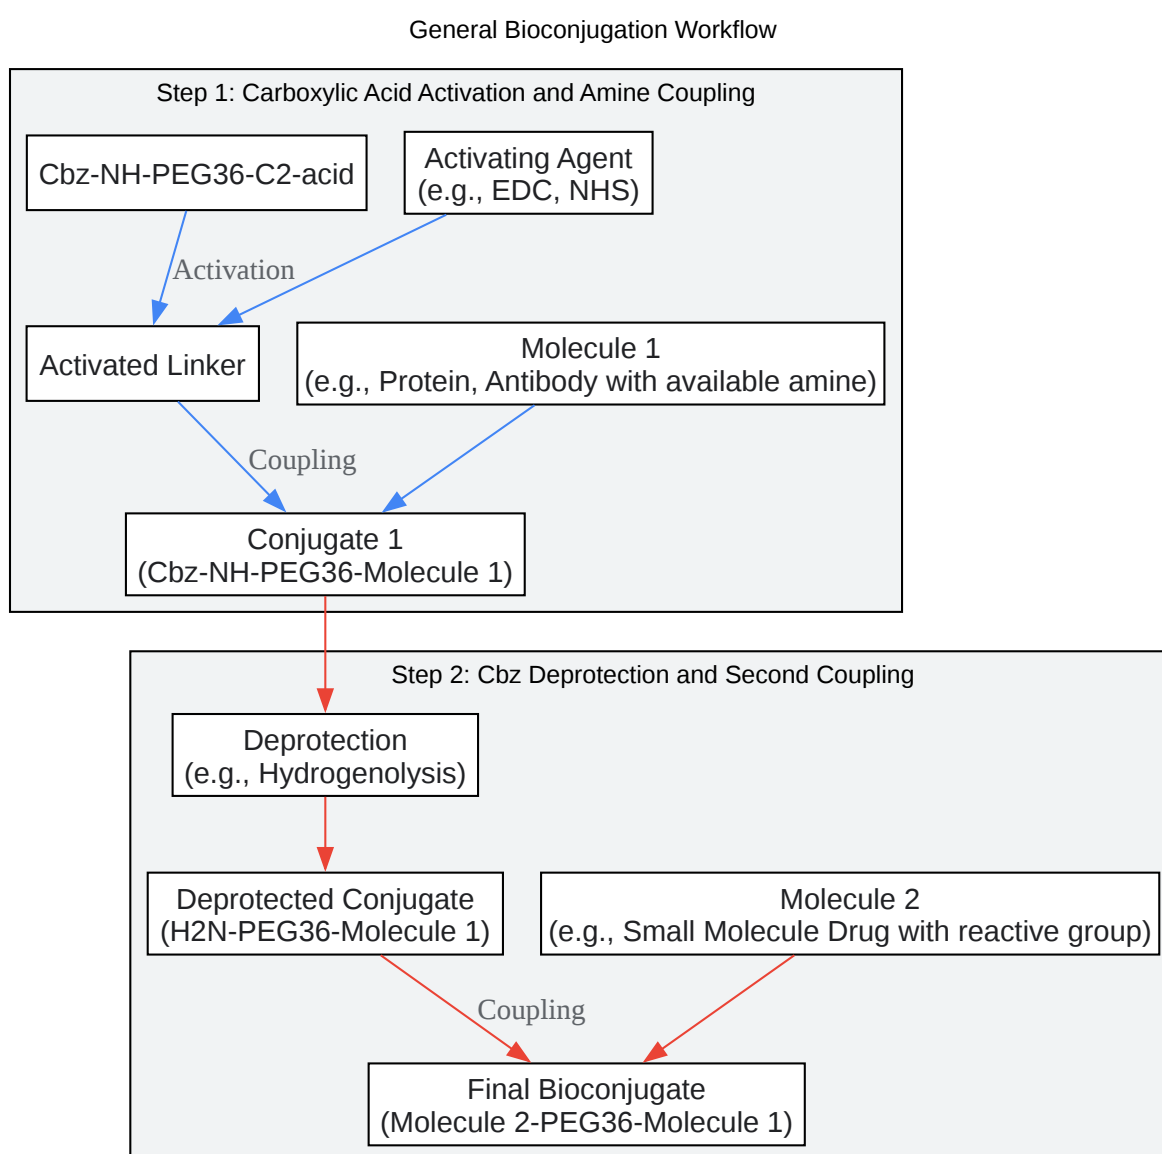 General Bioconjugation Workflow
Step 1: Carboxylic Acid Activation and Amine Coupling
Cbz-NH-PEG36-C2-acid
Activating Agent
(e.g., EDC, NHS)
Activation
Activated Linker
Molecule 1
(e.g., Protein, Antibody with available amine)
Coupling
Conjugate 1
(Cbz-NH-PEG36-Molecule 1)
Step 2: Cbz Deprotection and Second Coupling
Deprotection
(e.g., Hydrogenolysis)
Deprotected Conjugate
(H2N-PEG36-Molecule 1)
Molecule 2
(e.g., Small Molecule Drug with reactive group)
Coupling
Final Bioconjugate
(Molecule 2-PEG36-Molecule 1)